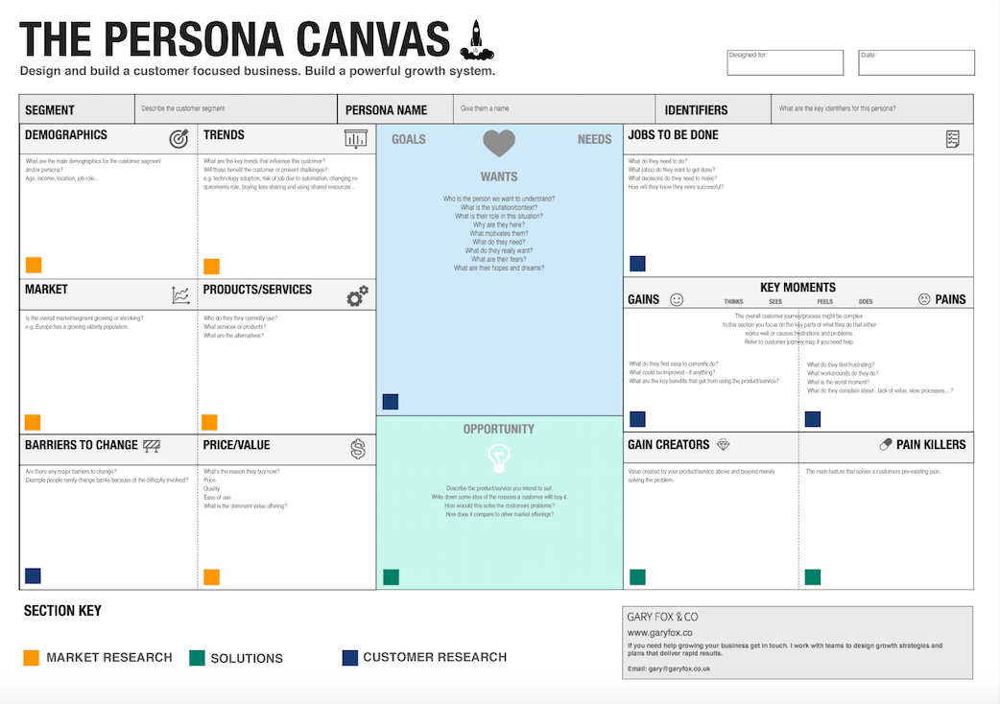 THE PERSONA CANVAS
Design and build a customer focused business. Build a powerful growth system.
Designed for:
Date:
SEGMENT
Describe the customer segment
PERSONA NAME
Give them a name
IDENTIFIERS
What are the key identifiers for this persona?
DEMOGRAPHICS
What are the main demographics for the customer segment
and/or persona?
Age, income, location, job role...
TRENDS
What are the key trends that influence this customer?
Will these benefit the customer or present challenges?
e.g. technology adoption, risk of job due to automation, changing re-
quirements role, buying less sharing and using shared resources...
GOALS
NEEDS
WANTS
Who is the person we want to understand?
What is the siutation/context?
What is their role in this situation?
Why are they here?
What motivates them?
What do they need?
What do they really want?
What are their fears?
What are their hopes and dreams?
JOBS TO BE DONE
What do they need to do?
What job(s) do they want to get done?
What decisions do they need to make?
How will they know they were successful?
MARKET
Is the overall market/segment growing or shrinking?
e.g. Europe has a growing elderly population.
PRODUCTS/SERVICES
Who do they they currently use?
What services or products?
What are the alternatives?
KEY MOMENTS
GAINS
THINKS
SEES
FEELS
DOES
PAINS
The overall customer journey/process might be complex.
In this section you focus on the key parts of what they do that either
works well or causes frustrations and problems.
Refer to customer journey map if you need help.
What do they find easy to currently do?
What could be improved - if anything?
What are the key benefits that get from using the product/service?
What do they find frustrating?
What workarounds do they do?
What is the worst moment?
What do they complain about...lack of value, slow processes....?
BARRIERS TO CHANGE
Are there any major barriers to change?
Example people rarely change banks because of the difficulty involved?
PRICE/VALUE
What's the reason they buy now?
Price
Quality
Ease of use
What is the dominant value offering?
OPPORTUNITY
Describe the product/service you intend to sell.
Write down some idea of the reasons a customer will buy it.
How would this solve the customers problems?
How does it compare to other market offerings?
GAIN CREATORS
Value created by your product/service above and beyond merely
solving the problem.
PAIN KILLERS
The main feature that solves a customers pre-existing pain.
SECTION KEY
MARKET RESEARCH
SOLUTIONS
CUSTOMER RESEARCH
GARY FOX & CO
www.garyfox.co
If you need help growing your business get in touch. I work with teams to design growth strategies and
plans that deliver rapid results.
Email: gary@garyfox.co.uk